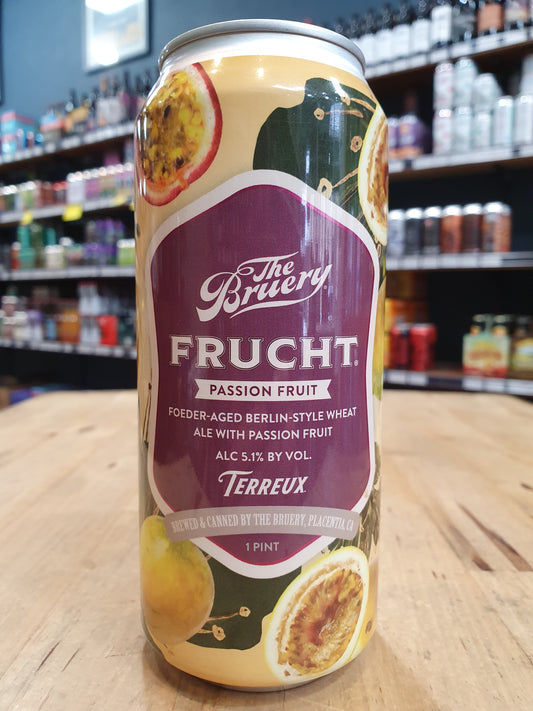 The
Bruery
FRUCHT
PASSION FRUIT
FOEDER-AGED BERLIN-STYLE WHEAT
ALE WITH PASSION FRUIT
ALC 5.1% BY VOL.
TERREUX
BREWED & CANNED BY THE BRUERY, PLACENTIA, CA
1 PINT